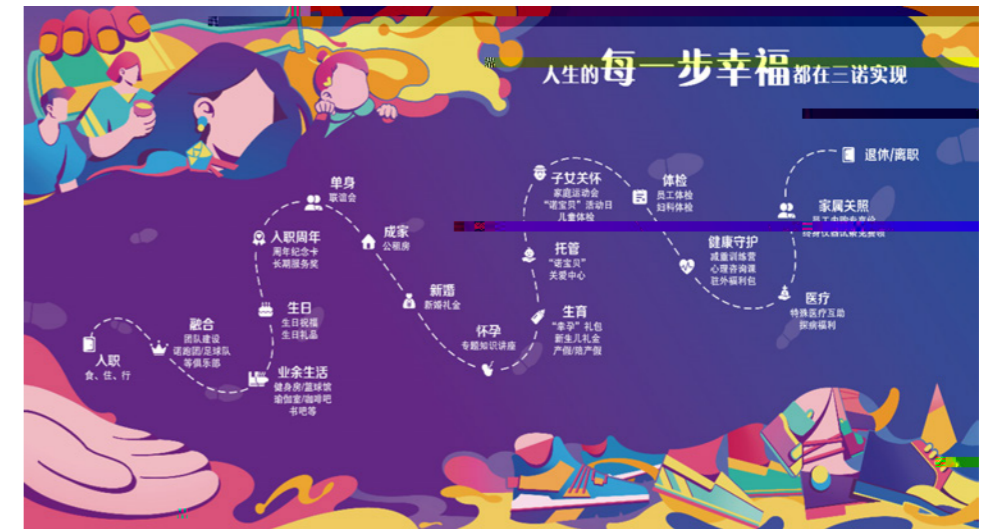 人生的每一步幸福都在三诺实现
入职
食、住、行
融合
团队建设
诺跑团/足球队
等俱乐部
业余生活
健身房/篮球馆
瑜伽室/咖啡吧
书吧等
生日
生日祝福
生日礼品
入职周年
周年纪念卡
长期服务奖
单身
联谊会
成家
公租房
新婚
新婚礼金
怀孕
专题知识讲座
生育
“幸孕”礼包
新生儿礼金
产假/陪产假
托管
“诺宝贝”
关爱中心
子女关怀
家庭运动会
“诺宝贝”活动日
儿童体检
体检
员工体检
妇科体检
健康守护
减重训练营
心理咨询课
驻外福利包
医疗
特殊医疗互助
探病福利
家属关照
退休/离职